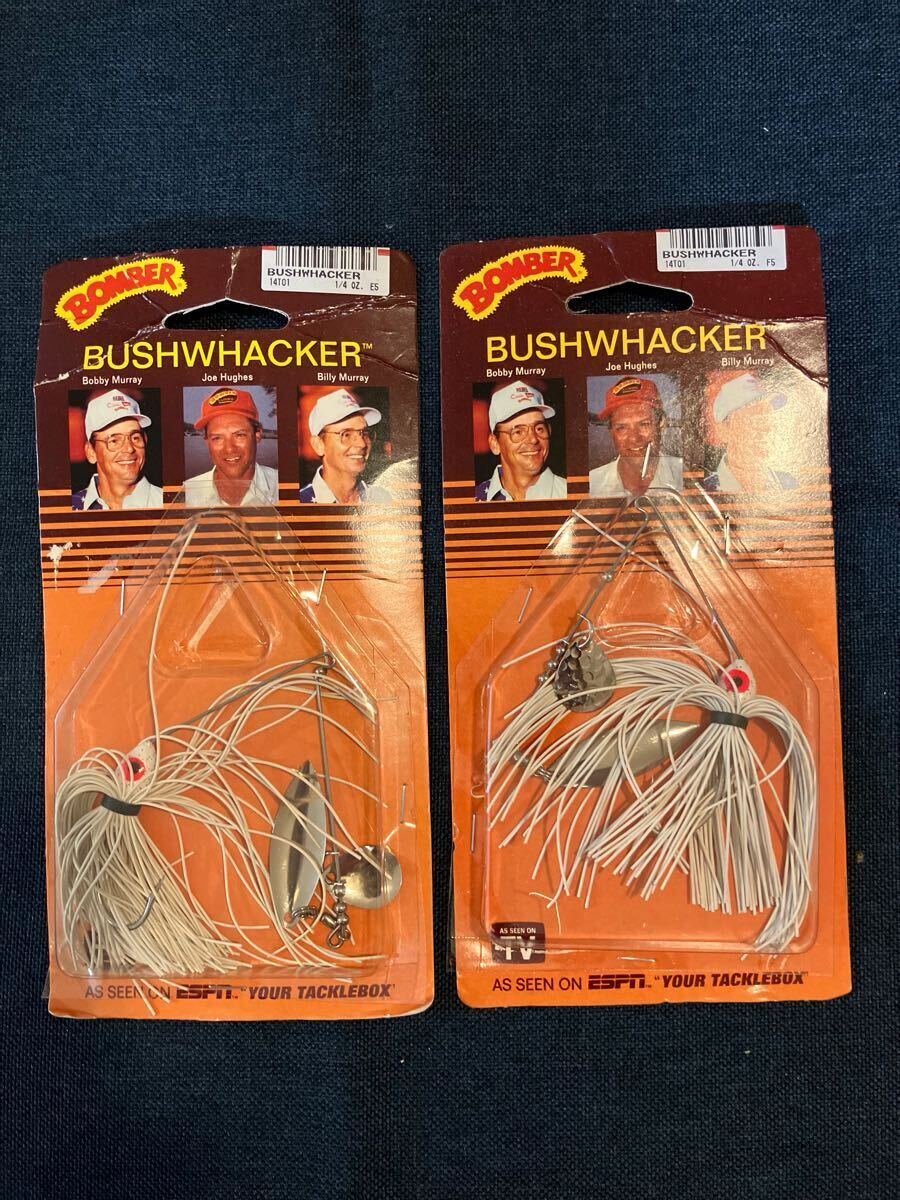 BOMBER
BUSHWHACKER
14T01 1/4 OZ. E5
BUSHWHACKER™
Bobby Murray
Joe Hughes
Billy Murray
AS SEEN ON ESPN™ "YOUR TACKLEBOX"
BOMBER
BUSHWHACKER
14T01 1/4 OZ. F5
BUSHWHACKER™
Bobby Murray
Joe Hughes
Billy Murray
AS SEEN ON
TV
AS SEEN ON ESPN™ "YOUR TACKLEBOX"